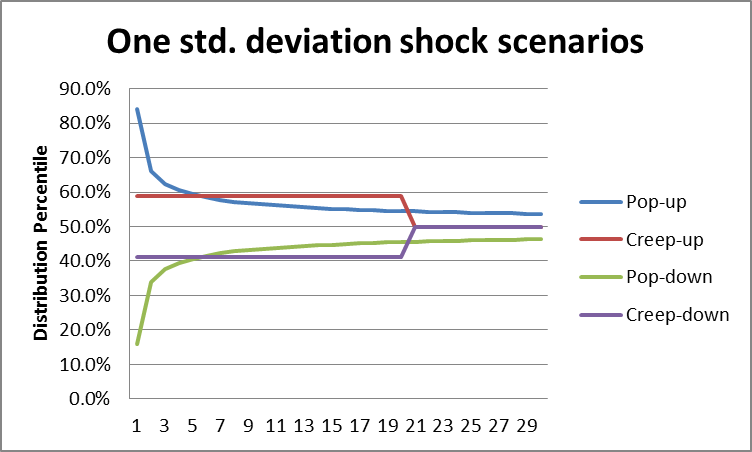 One std. deviation shock scenarios
Distribution Percentile
90.0%
80.0%
70.0%
60.0%
50.0%
40.0%
30.0%
20.0%
10.0%
0.0%
1 3 5 7 9 11 13 15 17 19 21 23 25 27 29
Pop-up
Creep-up
Pop-down
Creep-down